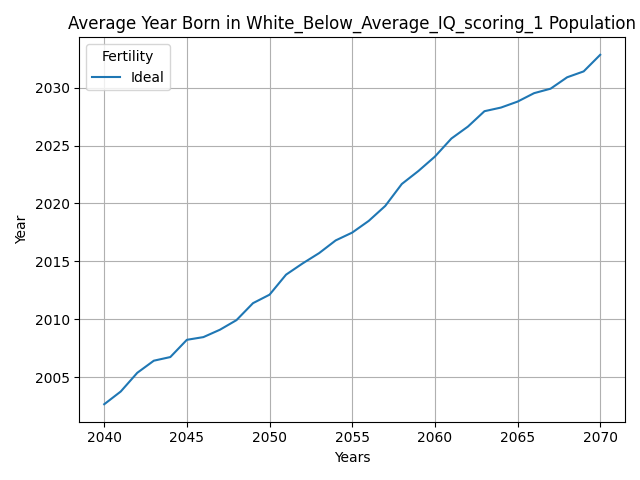 Average Year Born in White_Below_Average_IQ_scoring_1 Population
Fertility
Ideal
Year
2030
2025
2020
2015
2010
2005
2040 2045 2050 2055 2060 2065 2070
Years